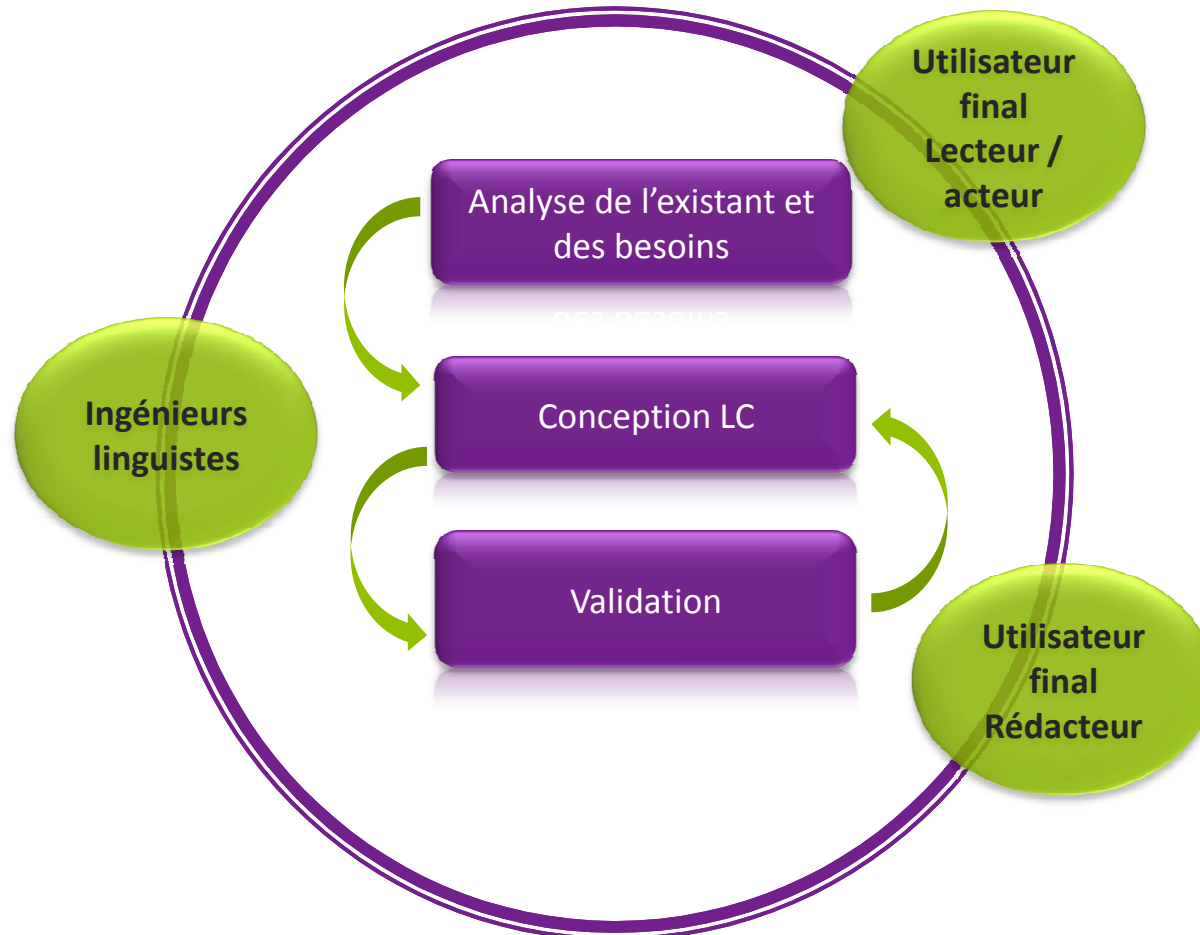 Utilisateur
final
Lecteur /
acteur
Analyse de l’existant et
des besoins
Ingénieurs
linguistes
Conception LC
Validation
Utilisateur
final
Rédacteur